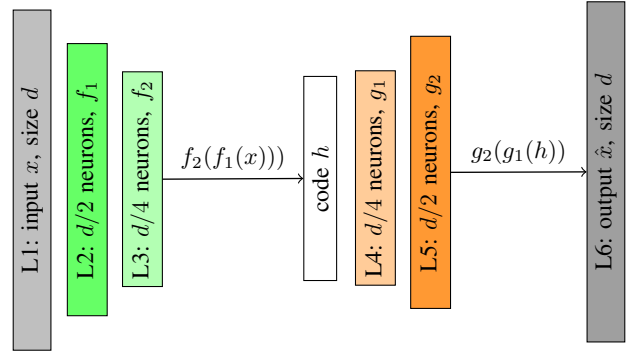 L1: input x, size d
L2: d/2 neurons, f₁
L3: d/4 neurons, f₂
f₂(f₁(x)))
code h
L4: d/4 neurons, g₁
L5: d/2 neurons, g₂
g₂(g₁(h))
L6: output x̂, size d